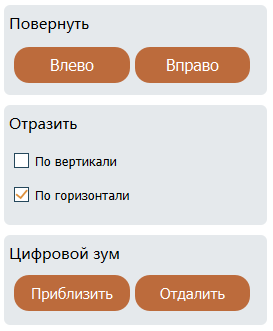 Повернуть
Влево Вправо
Отразить
По вертикали
По горизонтали
Цифровой зум
Приблизить Отдалить